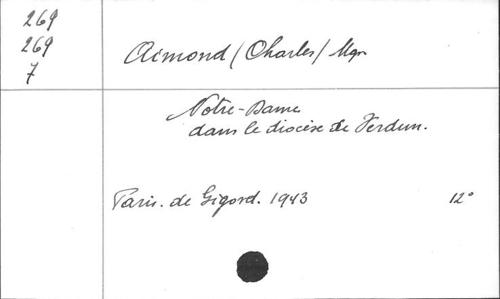 269
269
7
Aimond / Charles / Mgr
Notre-Dame
dans le diocèse de Verdun.
Paris. de Gigord. 1943 12°